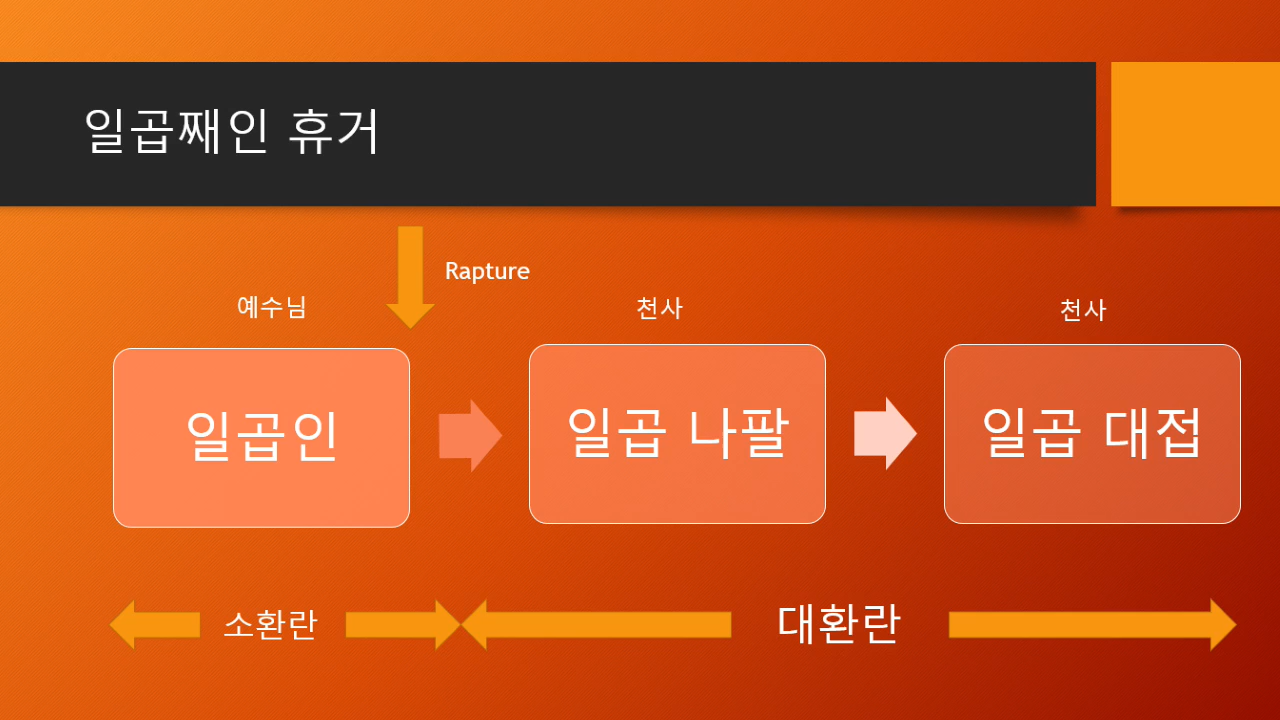 일곱째인 휴거
Rapture
예수님
천사
천사
일곱인
일곱 나팔
일곱 대접
소환란
대환란